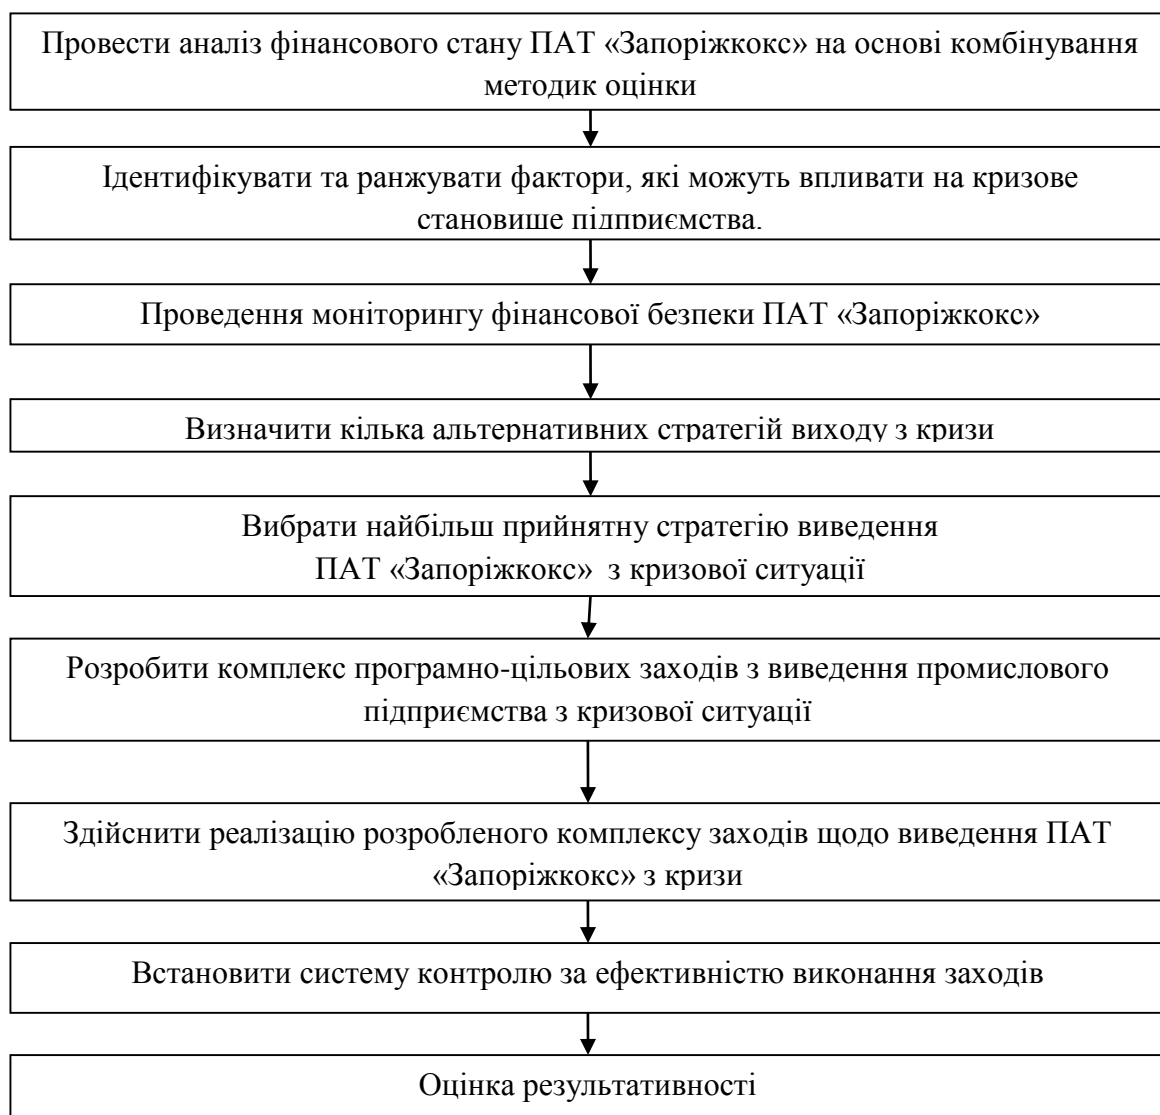 Провести аналіз фінансового стану ПАТ «Запоріжкокс» на основі комбінування
методик оцінки
Ідентифікувати та ранжувати фактори, які можуть впливати на кризове
становище підприємства.
Проведення моніторингу фінансової безпеки ПАТ «Запоріжкокс»
Визначити кілька альтернативних стратегій виходу з кризи
Вибрати найбільш прийнятну стратегію виведення
ПАТ «Запоріжкокс» з кризової ситуації
Розробити комплекс програмно-цільових заходів з виведення промислового
підприємства з кризової ситуації
Здійснити реалізацію розробленого комплексу заходів щодо виведення ПАТ
«Запоріжкокс» з кризи
Встановити систему контролю за ефективністю виконання заходів
Оцінка результативності